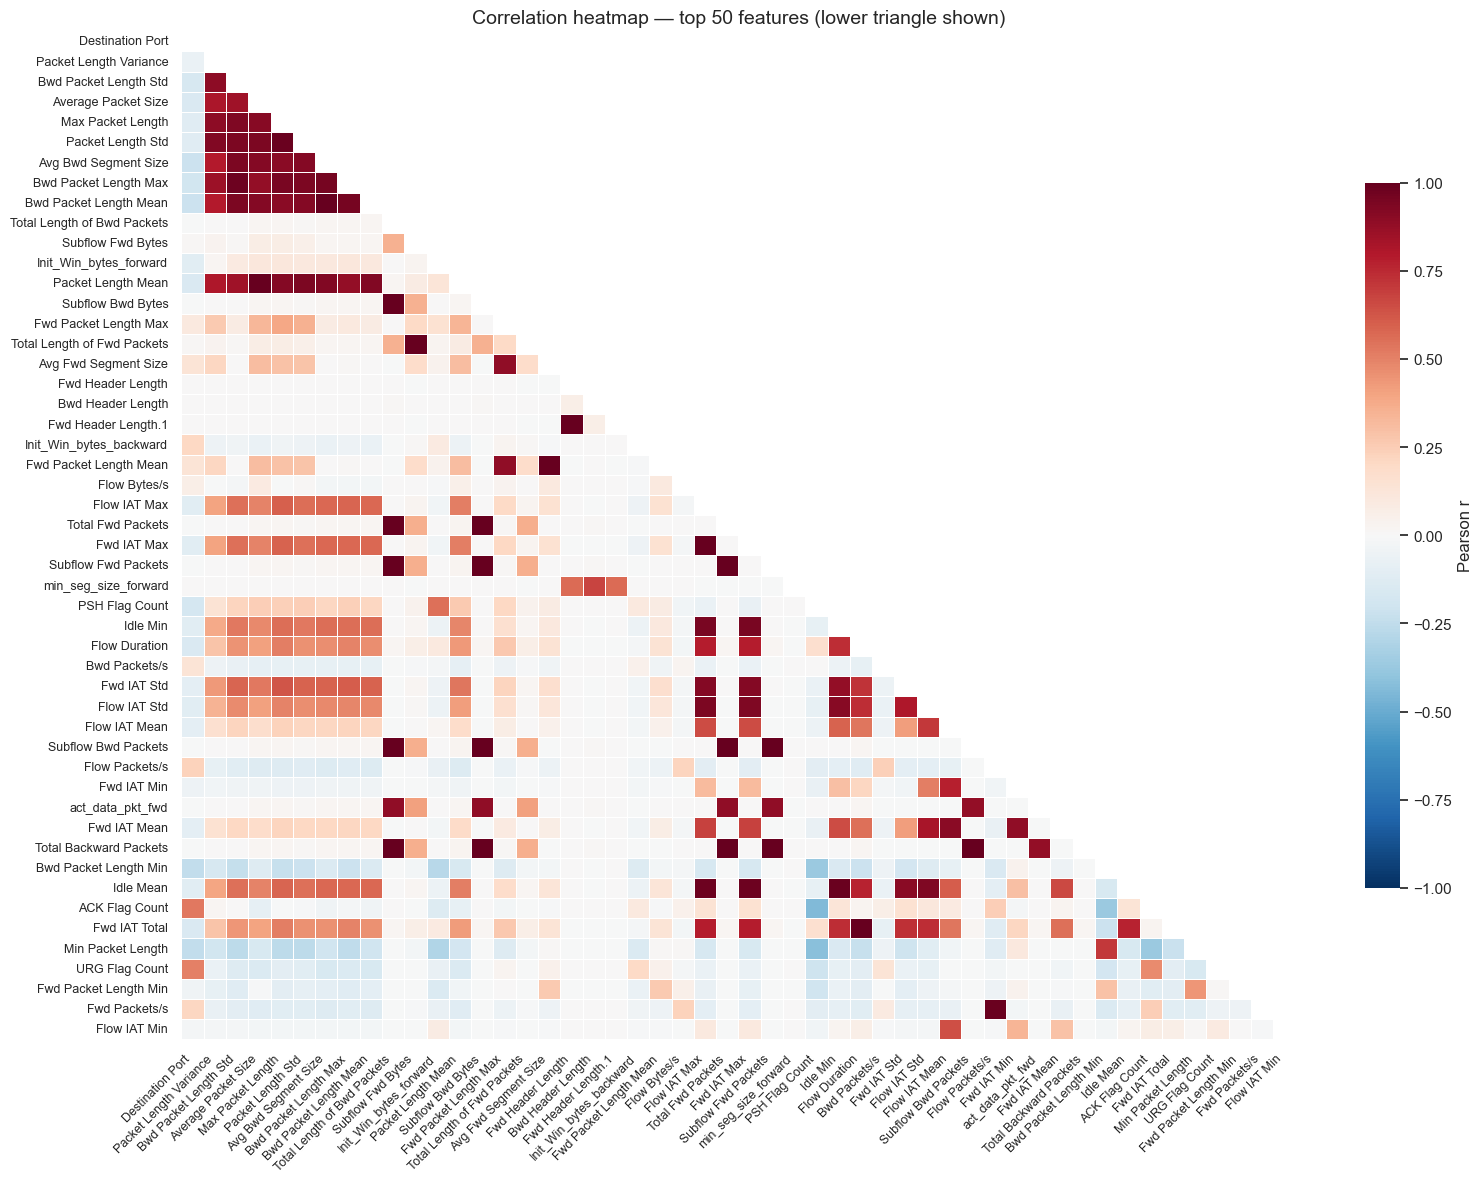 Correlation heatmap — top 50 features (lower triangle shown)
Destination Port
Packet Length Variance
Bwd Packet Length Std
Average Packet Size
Max Packet Length
Packet Length Std
Avg Bwd Segment Size
Bwd Packet Length Max
Bwd Packet Length Mean
Total Length of Bwd Packets
Subflow Fwd Bytes
Init_Win_bytes_forward
Packet Length Mean
Subflow Bwd Bytes
Fwd Packet Length Max
Total Length of Fwd Packets
Avg Fwd Segment Size
Fwd Header Length
Bwd Header Length
Fwd Header Length.1
Init_Win_bytes_backward
Fwd Packet Length Mean
Flow Bytes/s
Flow IAT Max
Total Fwd Packets
Fwd IAT Max
Subflow Fwd Packets
min_seg_size_forward
PSH Flag Count
Idle Min
Flow Duration
Bwd Packets/s
Fwd IAT Std
Flow IAT Std
Flow IAT Mean
Subflow Bwd Packets
Flow Packets/s
Fwd IAT Min
act_data_pkt_fwd
Fwd IAT Mean
Total Backward Packets
Bwd Packet Length Min
Idle Mean
ACK Flag Count
Fwd IAT Total
Min Packet Length
URG Flag Count
Fwd Packet Length Min
Fwd Packets/s
Flow IAT Min
Destination Port
Packet Length Variance
Bwd Packet Length Std
Average Packet Size
Max Packet Length
Packet Length Std
Avg Bwd Segment Size
Bwd Packet Length Max
Bwd Packet Length Mean
Total Length of Bwd Packets
Subflow Fwd Bytes
Init_Win_bytes_forward
Packet Length Mean
Subflow Bwd Bytes
Fwd Packet Length Max
Total Length of Fwd Packets
Avg Fwd Segment Size
Fwd Header Length
Bwd Header Length
Fwd Header Length.1
Init_Win_bytes_backward
Fwd Packet Length Mean
Flow Bytes/s
Flow IAT Max
Total Fwd Packets
Fwd IAT Max
Subflow Fwd Packets
min_seg_size_forward
PSH Flag Count
Idle Min
Flow Duration
Bwd Packets/s
Fwd IAT Std
Flow IAT Std
Flow IAT Mean
Subflow Bwd Packets
Flow Packets/s
Fwd IAT Min
act_data_pkt_fwd
Fwd IAT Mean
Total Backward Packets
Bwd Packet Length Min
Idle Mean
ACK Flag Count
Fwd IAT Total
Min Packet Length
URG Flag Count
Fwd Packet Length Min
Fwd Packets/s
Flow IAT Min
1.00
0.75
0.50
0.25
0.00
−0.25
−0.50
−0.75
−1.00
Pearson r